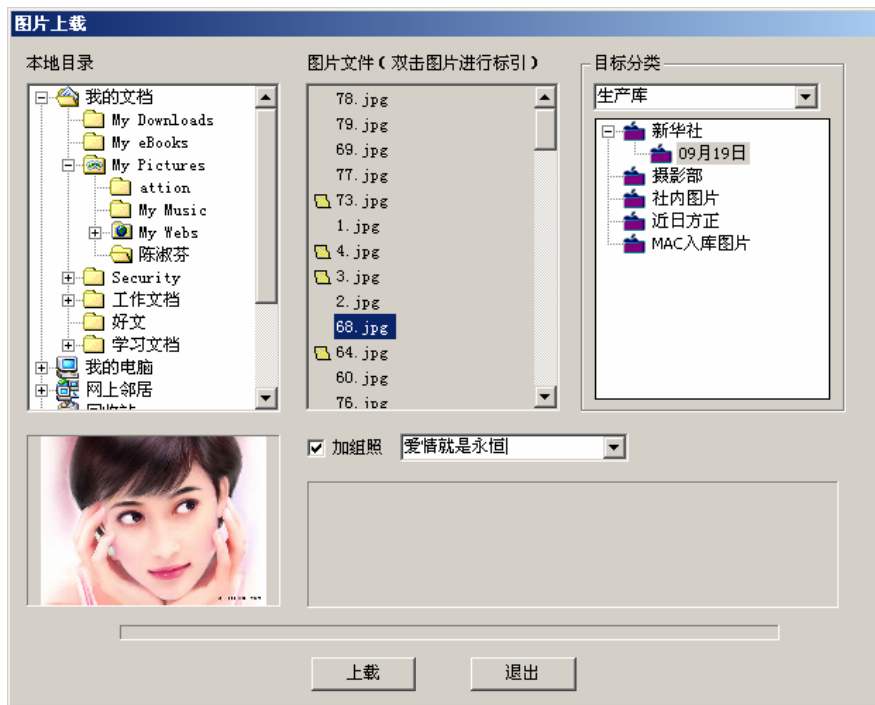 图片上载
本地目录
我的文档
My Downloads
My eBooks
My Pictures
attion
My Music
My Webs
陈淑芬
Security
工作文档
好文
学习文档
我的电脑
网上邻居
图片文件(双击图片进行标引)
78.jpg
79.jpg
69.jpg
77.jpg
73.jpg
1.jpg
4.jpg
3.jpg
2.jpg
68.jpg
64.jpg
60.jpg
76.jpg
目标分类
生产库
新华社
09月19日
摄影部
社内图片
近日方正
MAC入库图片
加组照 爱情就是永恒
上载 退出